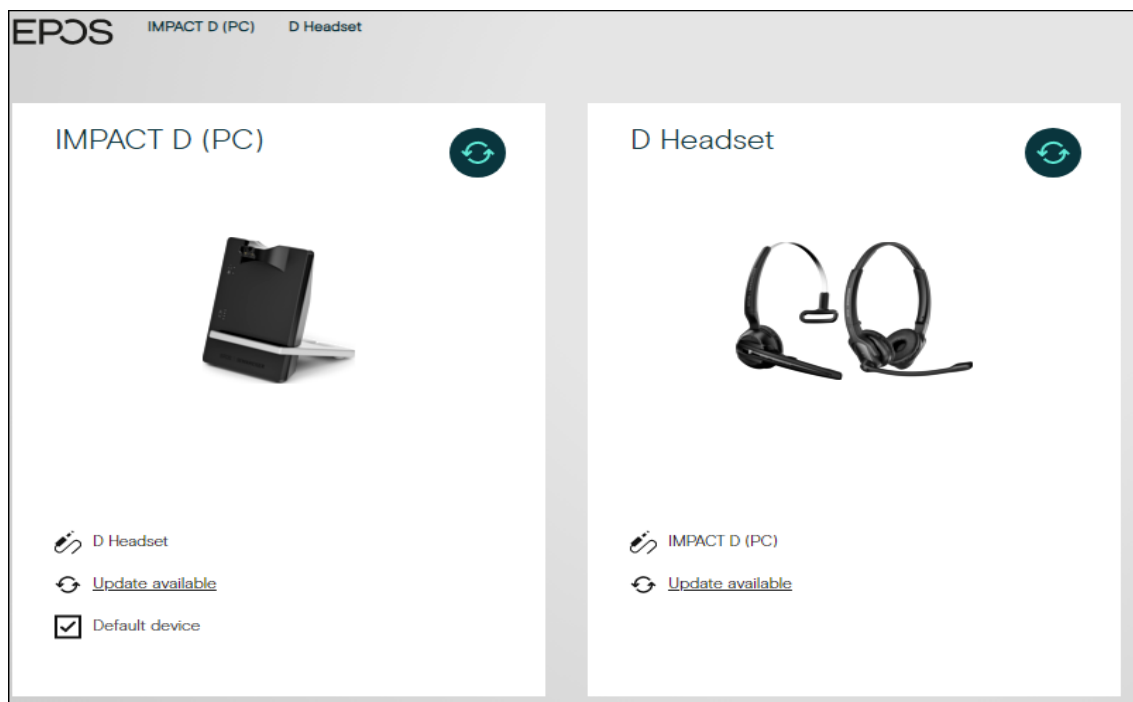 EPOS IMPACT D (PC) D Headset
IMPACT D (PC)
D Headset
Update available
Default device
D Headset
IMPACT D (PC)
Update available